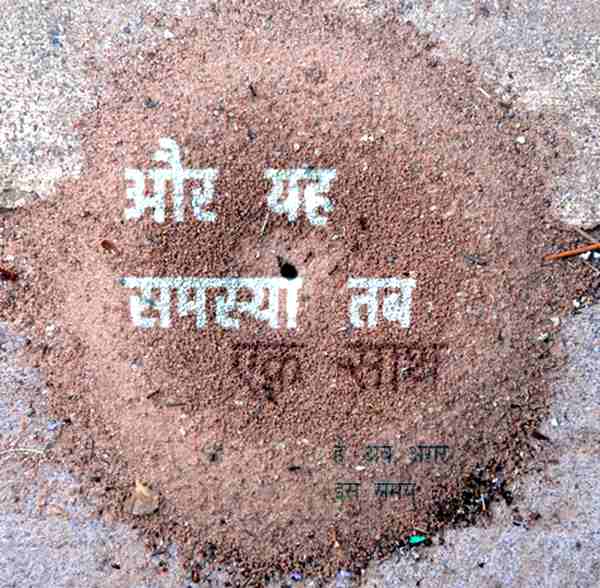 और यह
समस्या तब
एक साथ
है अब अगर
इस समय